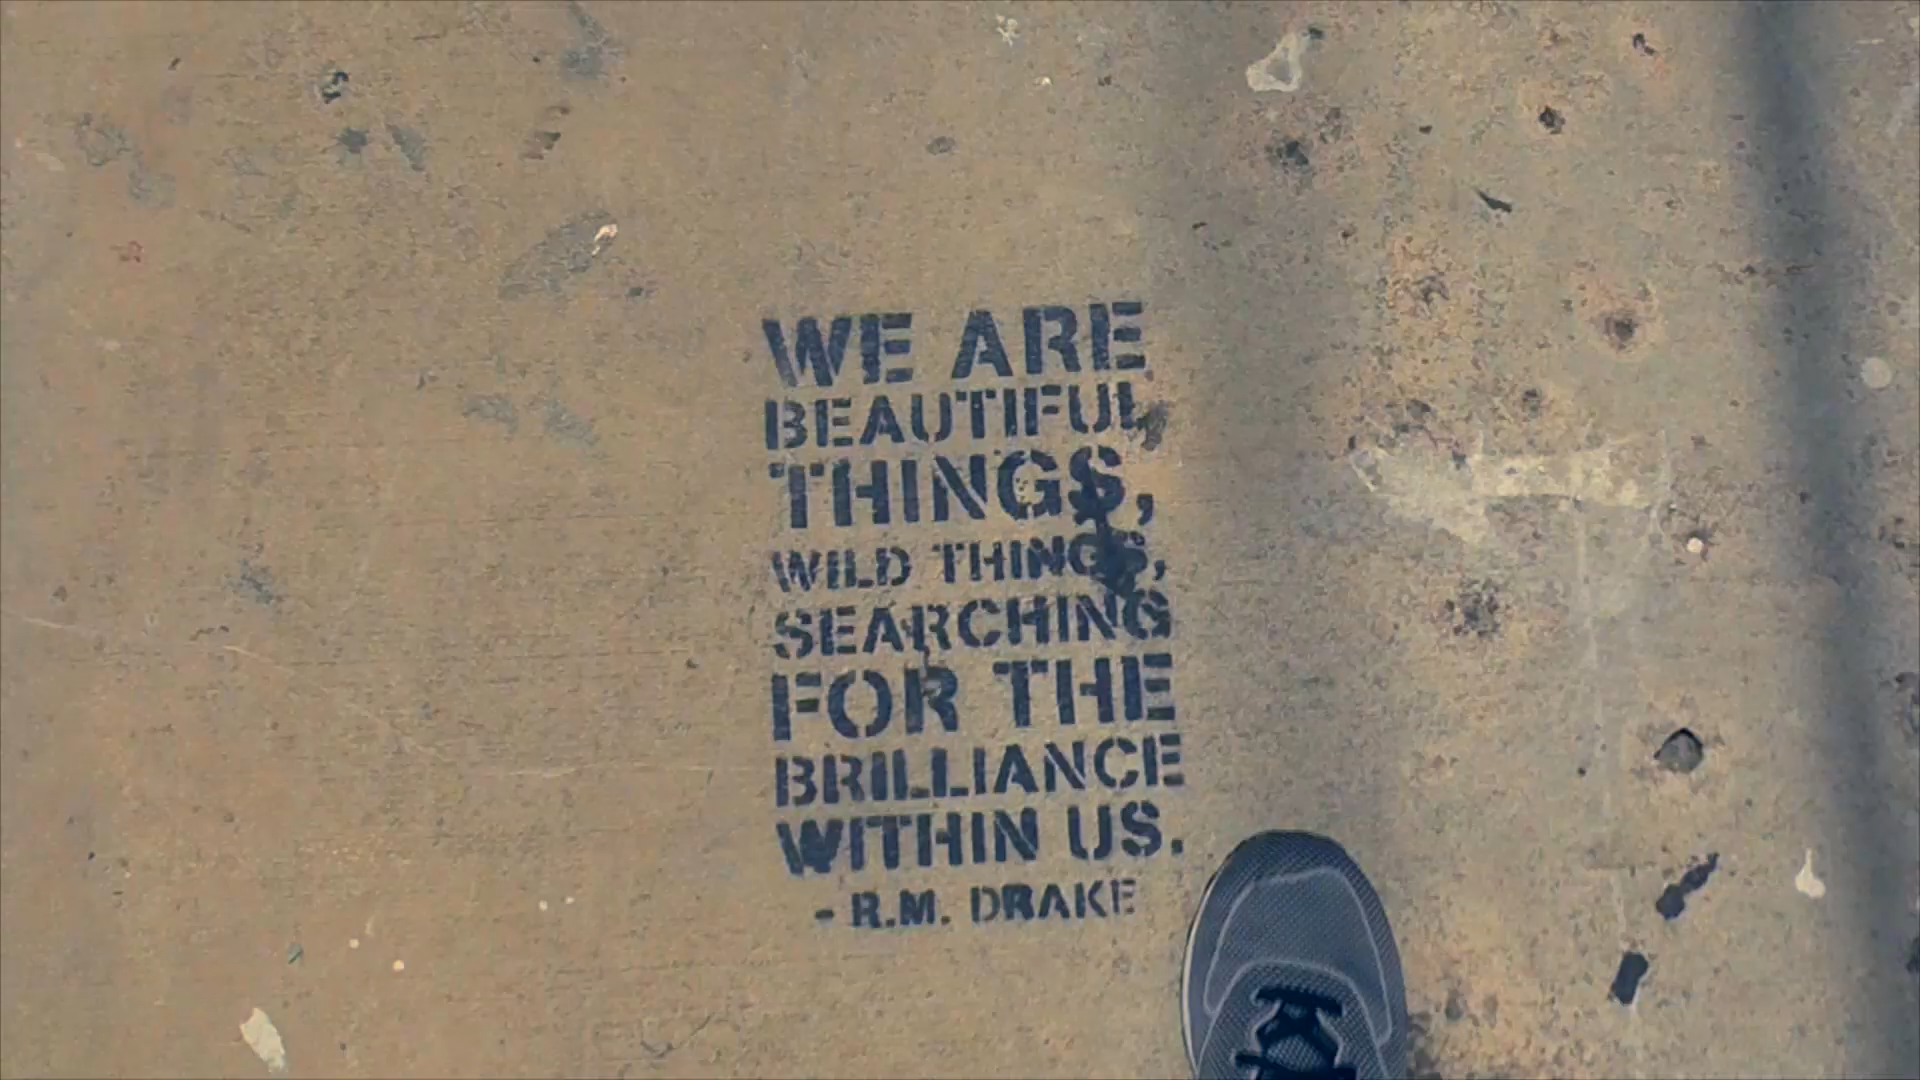 WE ARE
BEAUTIFUL
THINGS,
WILD THINGS,
SEARCHING
FOR THE
BRILLIANCE
WITHIN US.
- R.M. DRAKE